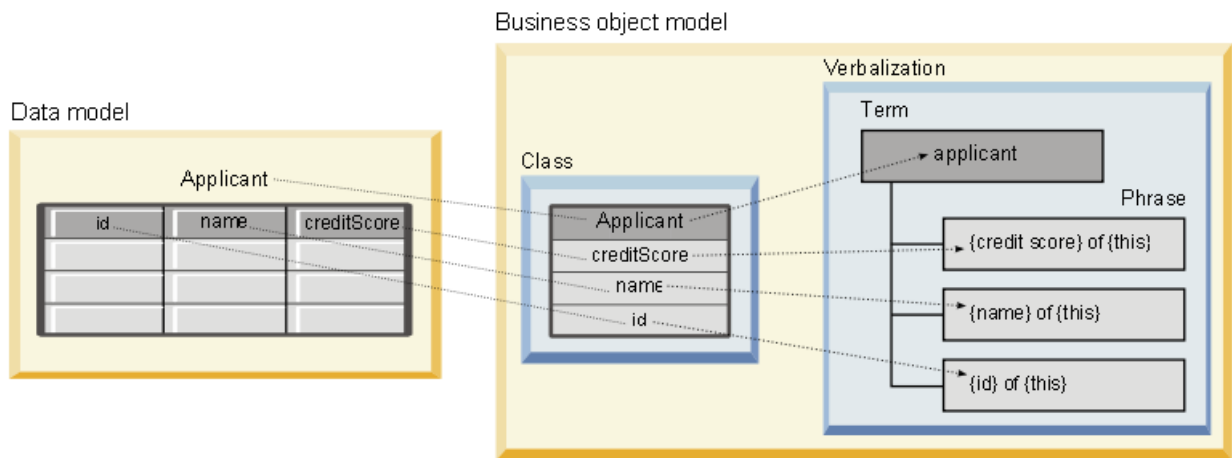 Business object model
Verbalization
Data model
Term
Class
applicant
Applicant
Phrase
id name creditScore
Applicant
creditScore
name
id
{credit score} of {this}
{name} of {this}
{id} of {this}